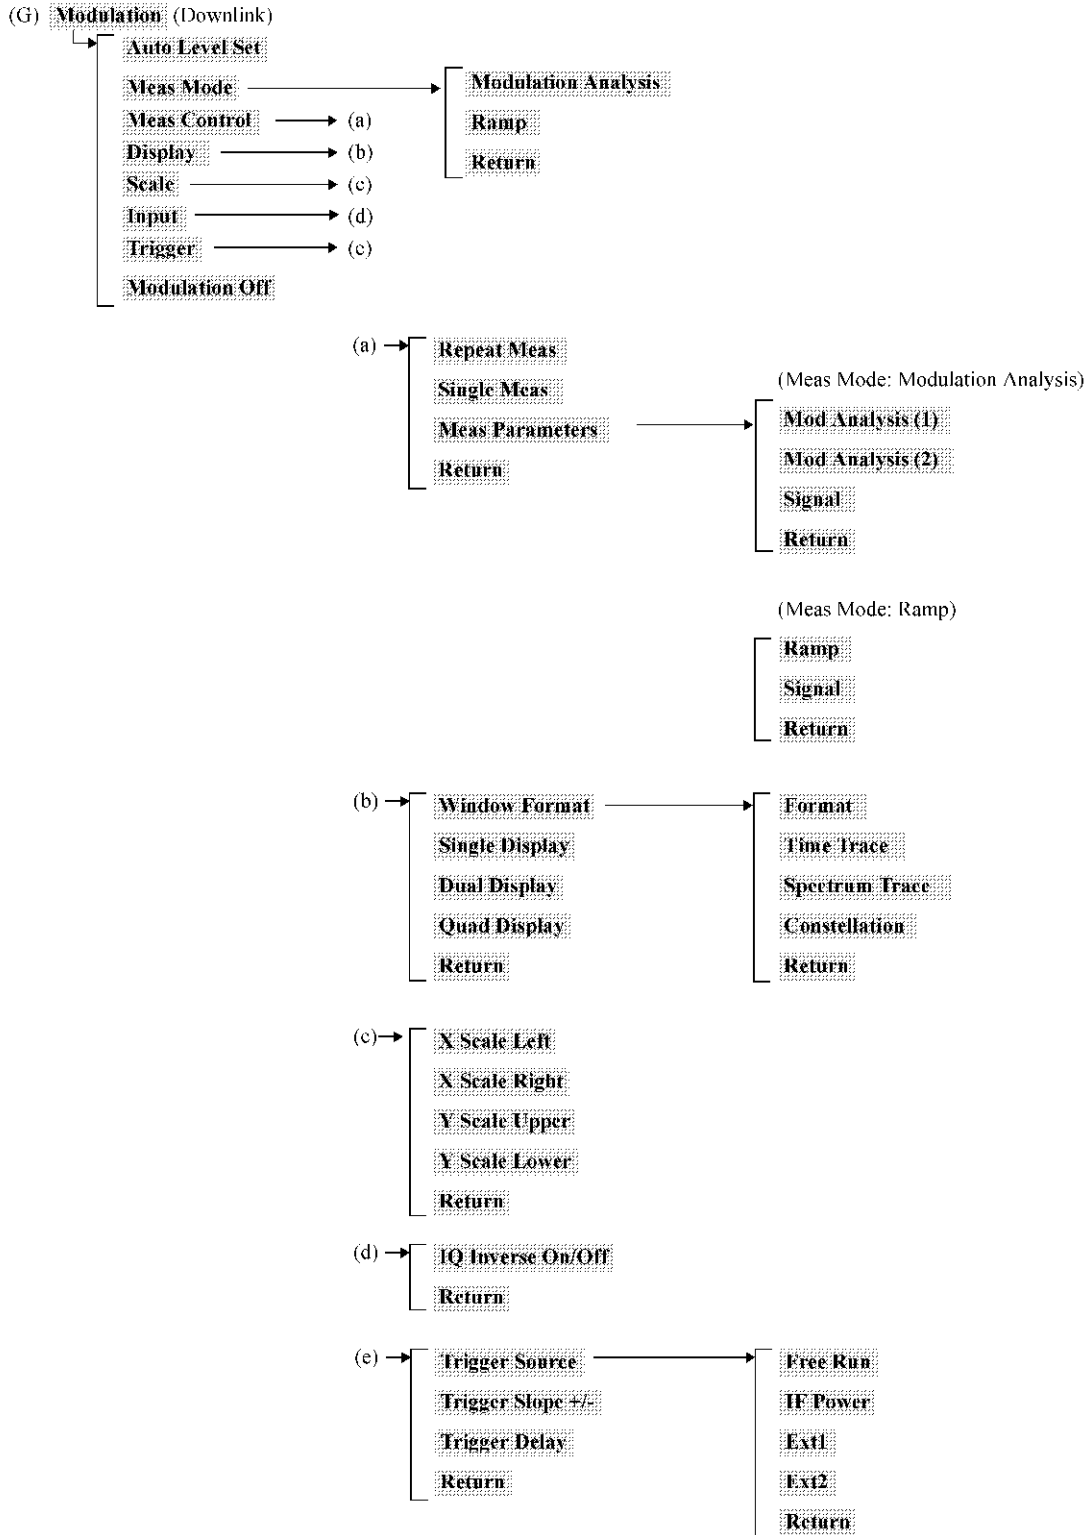 (G) Modulation (Downlink)
Auto Level Set
Meas Mode
Modulation Analysis
Ramp
Return
Meas Control (a)
Display (b)
Scale (c)
Input (d)
Trigger (e)
Modulation Off
(a) Repeat Meas
Single Meas
Meas Parameters
Return
(Meas Mode: Modulation Analysis)
Mod Analysis (1)
Mod Analysis (2)
Signal
Return
(Meas Mode: Ramp)
Ramp
Signal
Return
(b) Window Format
Single Display
Dual Display
Quad Display
Return
Format
Time Trace
Spectrum Trace
Constellation
Return
(c) X Scale Left
X Scale Right
Y Scale Upper
Y Scale Lower
Return
(d) IQ Inverse On/Off
Return
(e) Trigger Source
Trigger Slope +/-
Trigger Delay
Return
Free Run
IF Power
Ext1
Ext2
Return